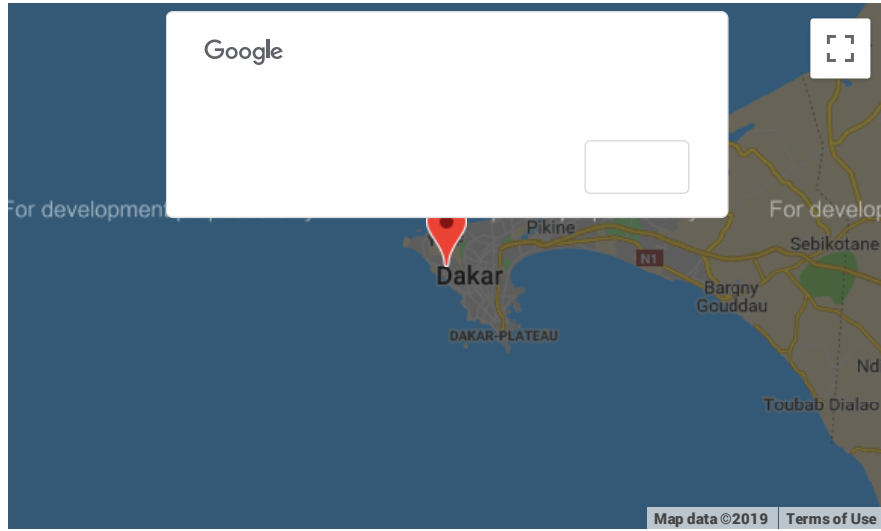 Google
For development
For develop
Pikine
Sebikotane
N1
Dakar
Bargny
Gouddau
DAKAR-PLATEAU
Nd
Toubab Dialao
Map data ©2019
Terms of Use